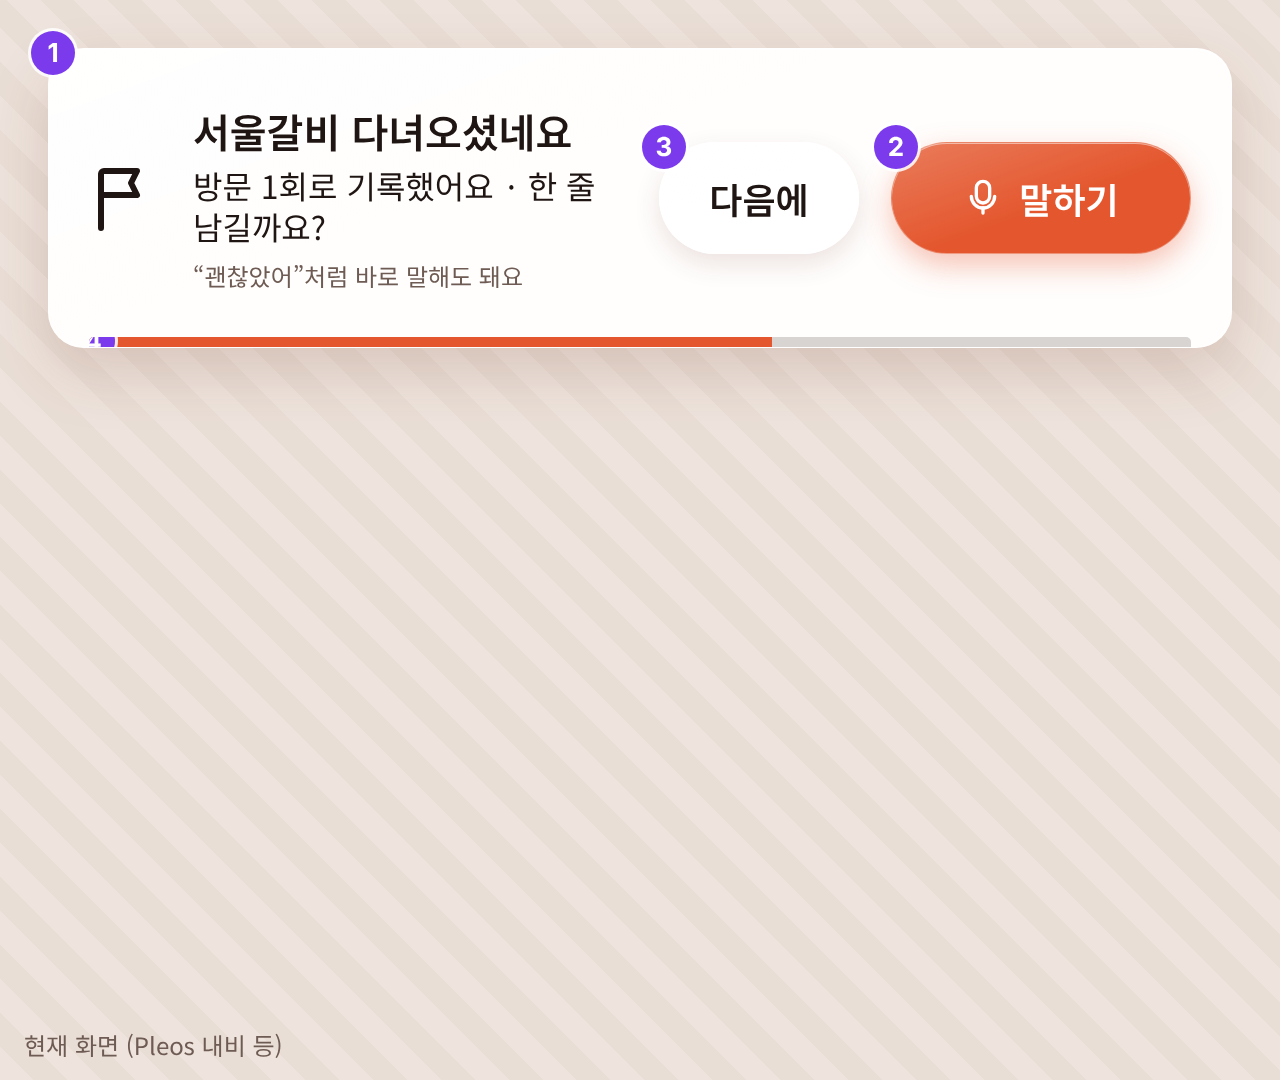 1
서울갈비 다녀오셨네요
방문 1회로 기록했어요 · 한 줄
남길까요?
“괜찮았어”처럼 바로 말해도 돼요
3
다음에
2
말하기
현재 화면 (Pleos 내비 등)